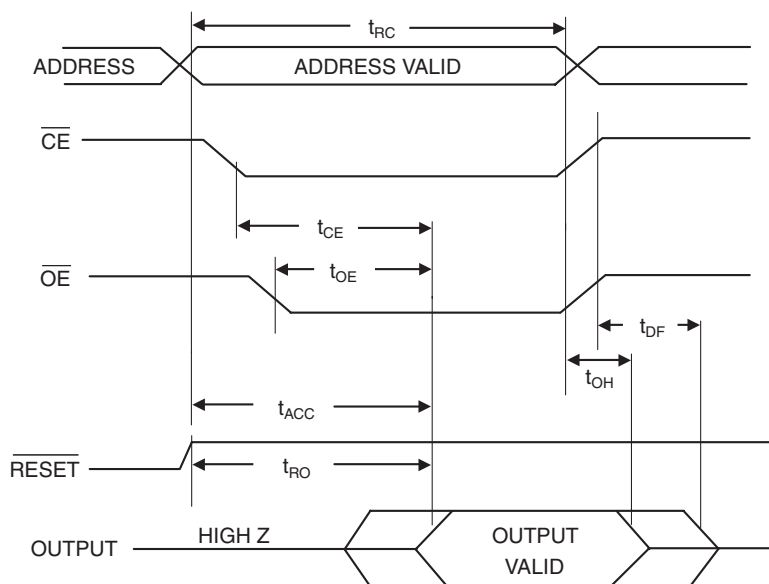 tRC
ADDRESS
ADDRESS VALID
CE
tCE
tOE
OE
tDF
tOH
tACC
RESET
tRO
HIGH Z
OUTPUT
OUTPUT
VALID